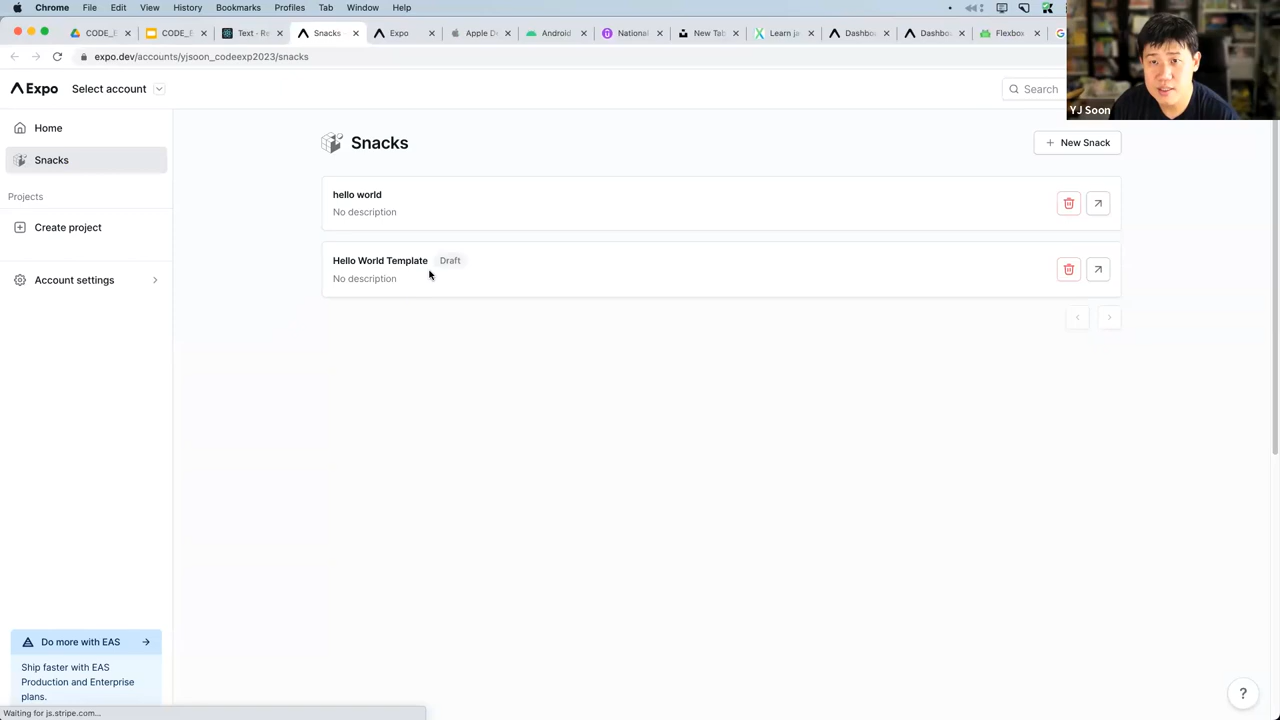 Chrome File Edit View History Bookmarks Profiles Tab Window Help
CODE_E CODE_E Text - Re Snacks Expo Apple D Android National New Tab Learn ja Dashbo Dashbo Flexbox
expo.dev/accounts/yjsoon_codeexp2023/snacks
Expo Select account Search
YJ Soon
Home
Snacks
Projects
Create project
Account settings
Snacks
New Snack
hello world
No description
Hello World Template Draft
No description
Do more with EAS
Ship faster with EAS
Production and Enterprise
plans.
?
Waiting for js.stripe.com...